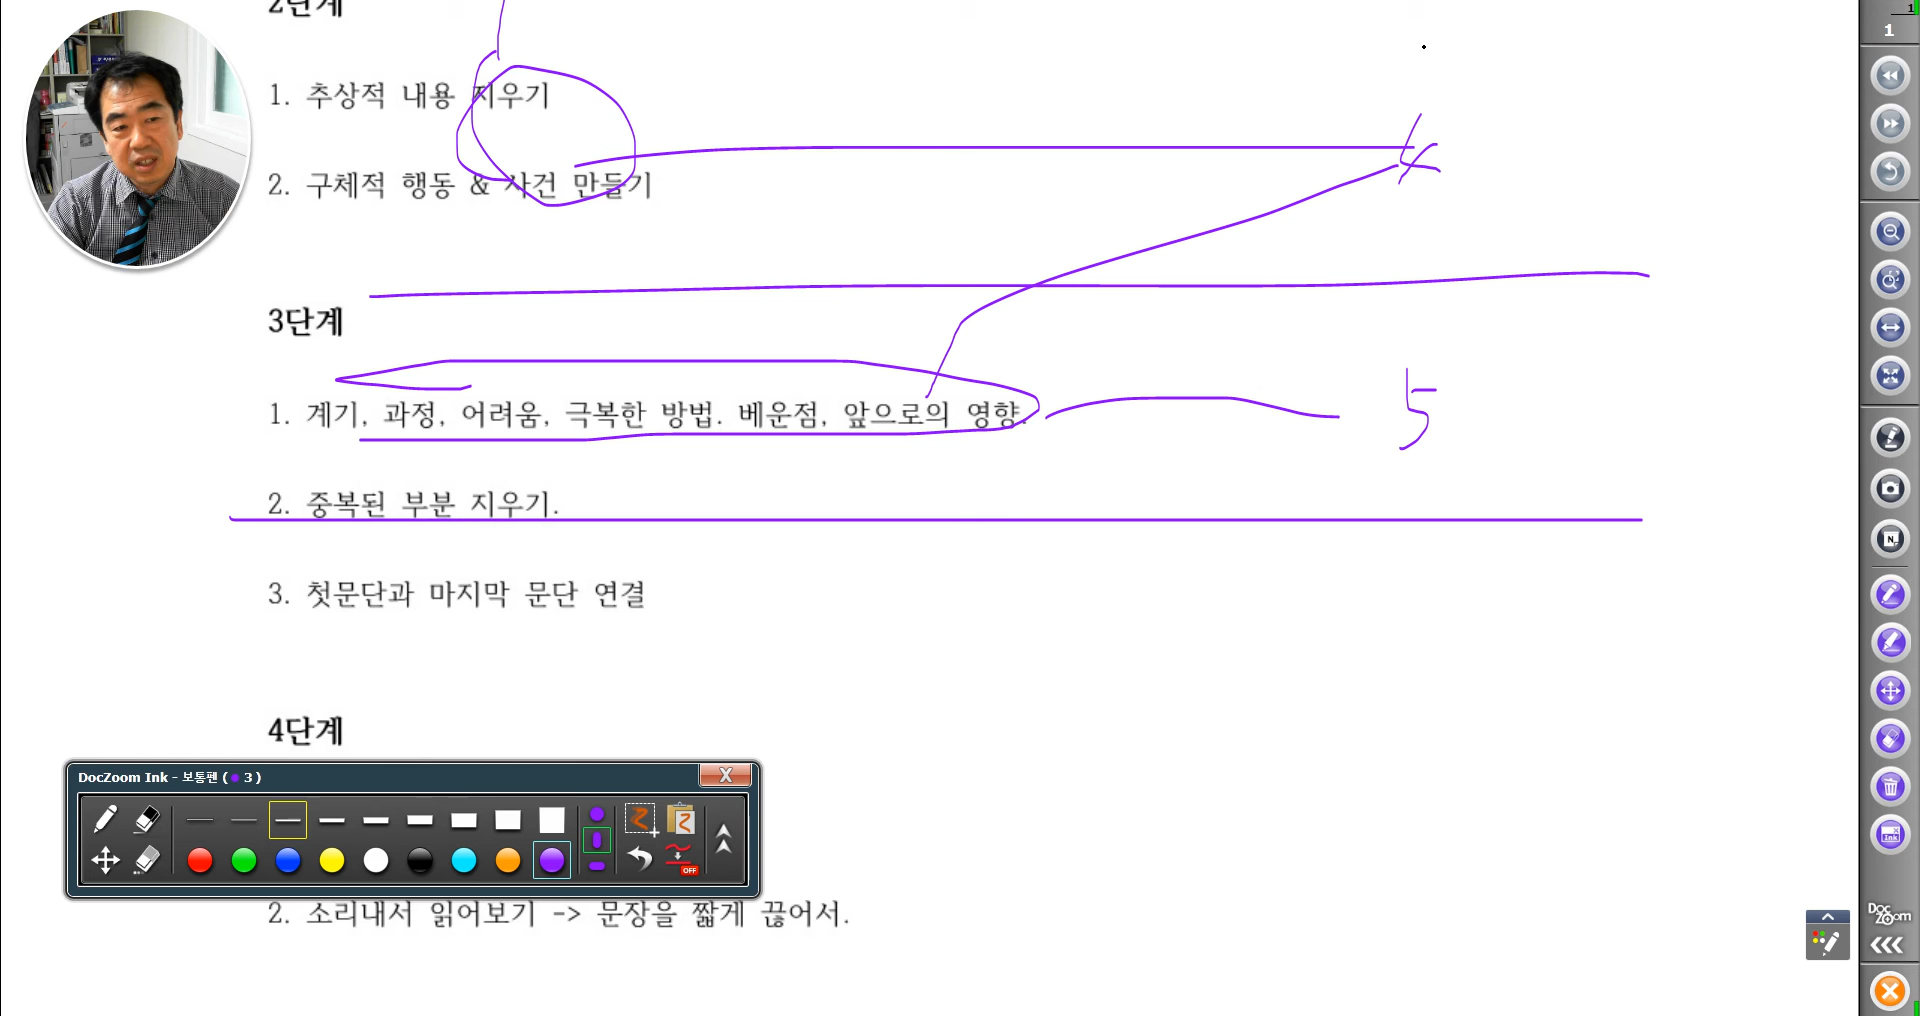 2단계
1. 추상적 내용 지우기
2. 구체적 행동 & 사건 만들기
3단계
1. 계기, 과정, 어려움, 극복한 방법. 베운점, 앞으로의 영향.
5
2. 중복된 부분 지우기.
3. 첫문단과 마지막 문단 연결
4단계
DocZoom Ink - 보통펜 ( 3 )
X
OFF
2. 소리내서 읽어보기 -> 문장을 짧게 끊어서.
1
1
N
Ink
DocZoom